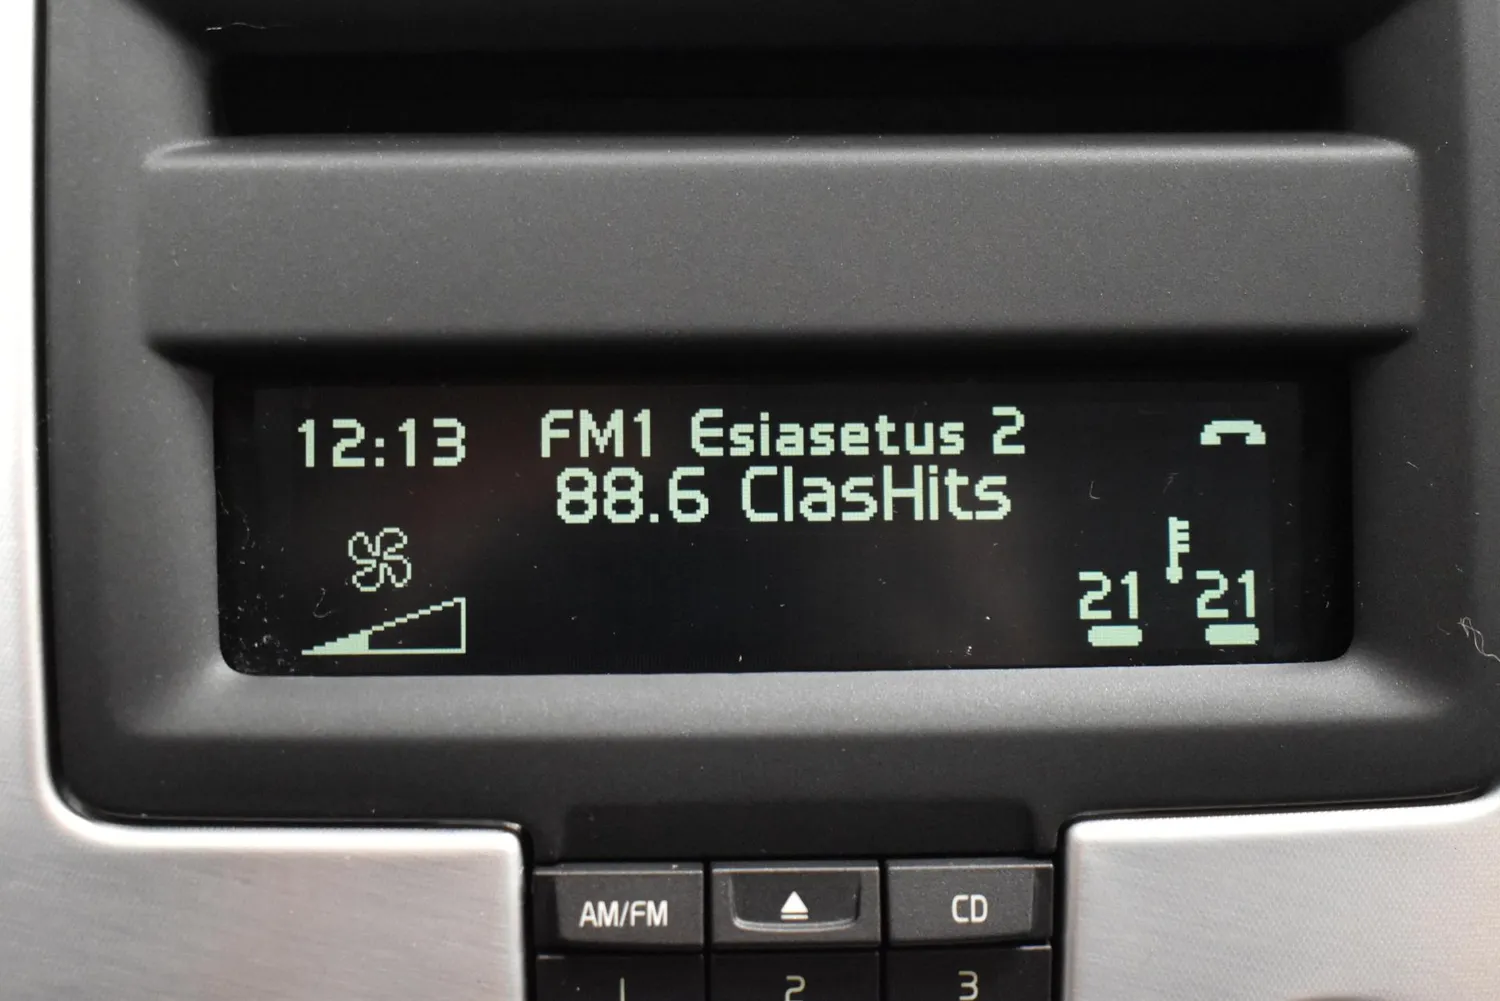 12:13
FM1 Esiasetus 2
88.6 ClasHits
21 21
AM/FM
CD
1 2 3